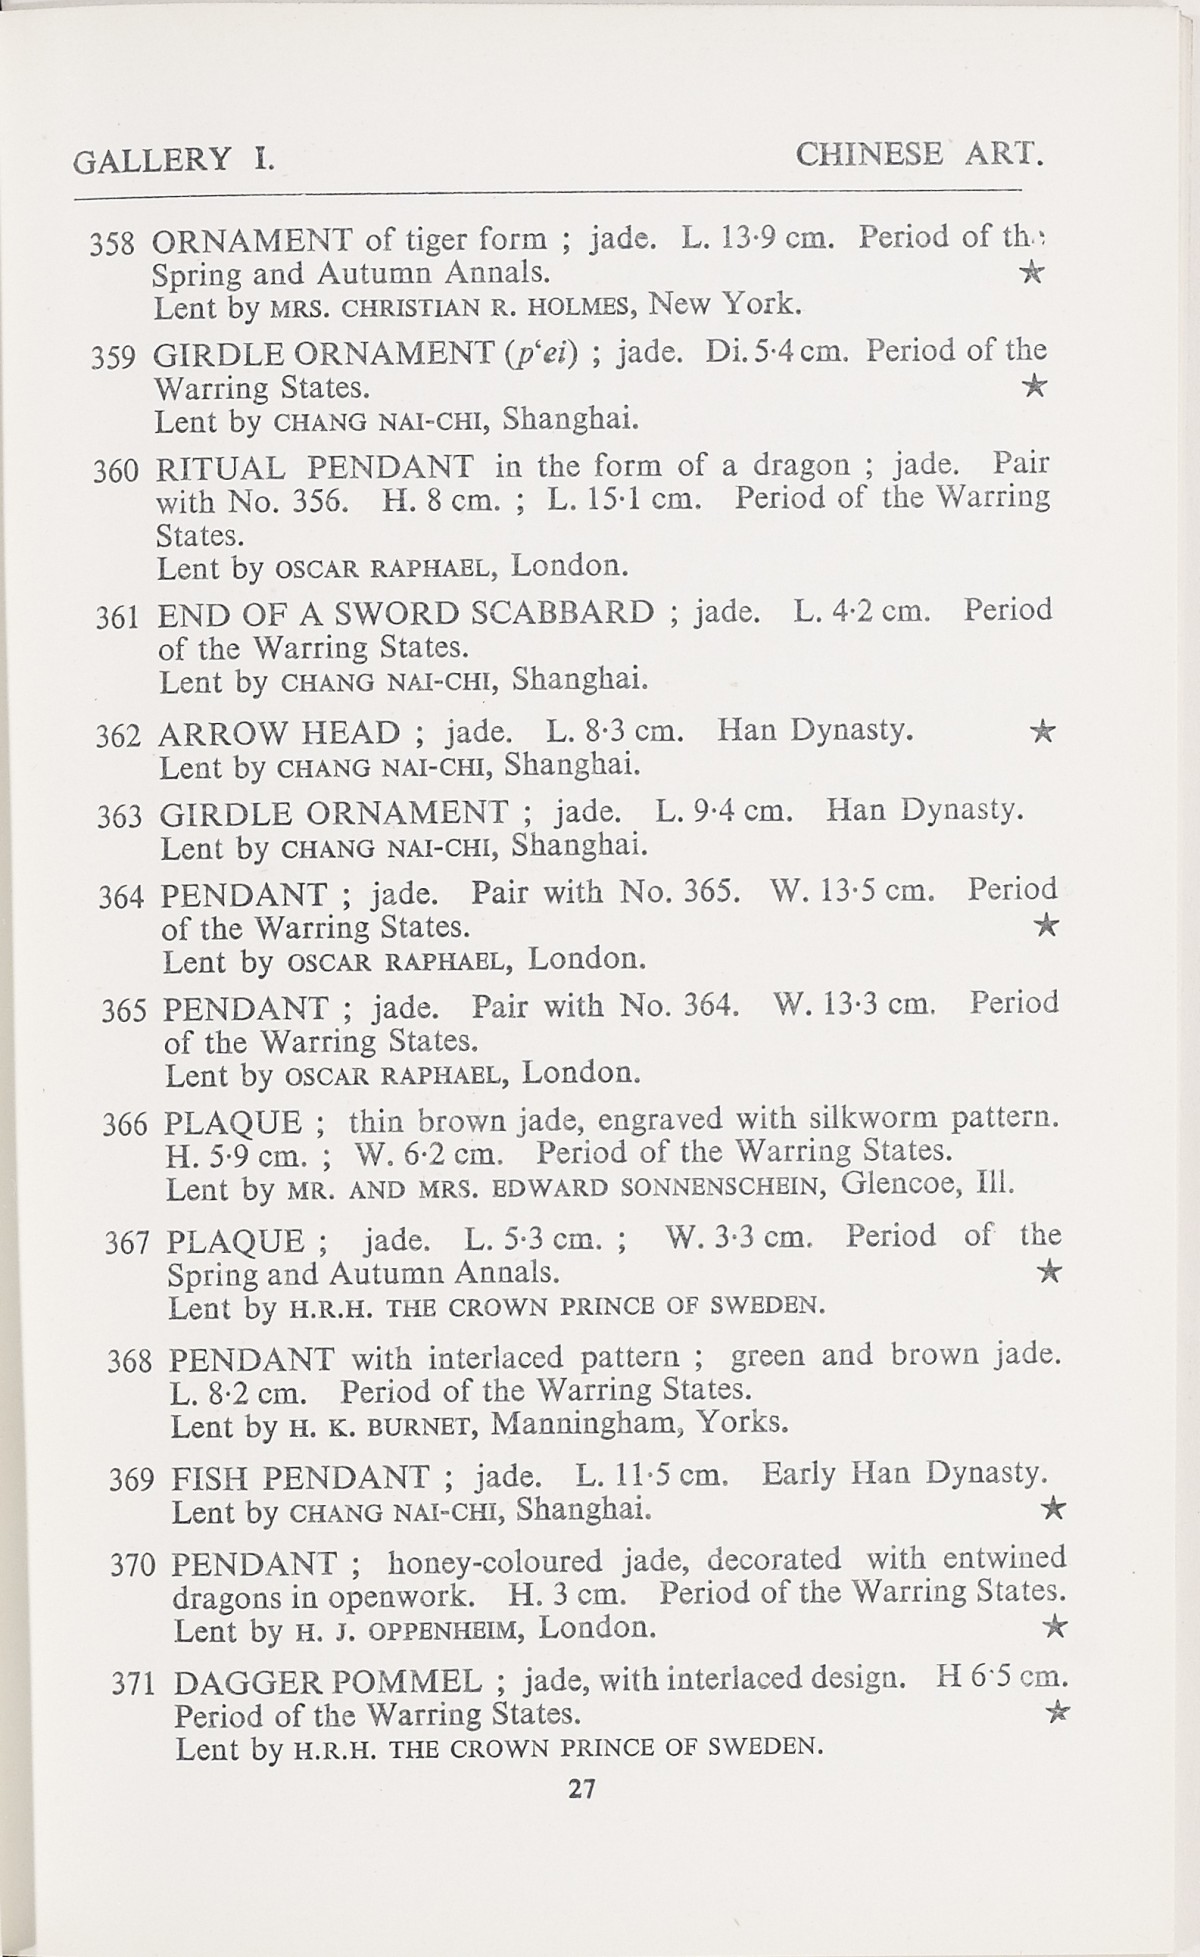 GALLERY I. CHINESE ART.
358 ORNAMENT of tiger form ; jade. L. 13·9 cm. Period of the
Spring and Autumn Annals. ★
Lent by MRS. CHRISTIAN R. HOLMES, New York.
359 GIRDLE ORNAMENT (p‘ei) ; jade. Di. 5·4 cm. Period of the
Warring States. ★
Lent by CHANG NAI-CHI, Shanghai.
360 RITUAL PENDANT in the form of a dragon ; jade. Pair
with No. 356. H. 8 cm. ; L. 15·1 cm. Period of the Warring
States.
Lent by OSCAR RAPHAEL, London.
361 END OF A SWORD SCABBARD ; jade. L. 4·2 cm. Period
of the Warring States.
Lent by CHANG NAI-CHI, Shanghai.
362 ARROW HEAD ; jade. L. 8·3 cm. Han Dynasty. ★
Lent by CHANG NAI-CHI, Shanghai.
363 GIRDLE ORNAMENT ; jade. L. 9·4 cm. Han Dynasty.
Lent by CHANG NAI-CHI, Shanghai.
364 PENDANT ; jade. Pair with No. 365. W. 13·5 cm. Period
of the Warring States. ★
Lent by OSCAR RAPHAEL, London.
365 PENDANT ; jade. Pair with No. 364. W. 13·3 cm. Period
of the Warring States.
Lent by OSCAR RAPHAEL, London.
366 PLAQUE ; thin brown jade, engraved with silkworm pattern.
H. 5·9 cm. ; W. 6·2 cm. Period of the Warring States.
Lent by MR. AND MRS. EDWARD SONNENSCHEIN, Glencoe, Ill.
367 PLAQUE ; jade. L. 5·3 cm. ; W. 3·3 cm. Period of the
Spring and Autumn Annals. ★
Lent by H.R.H. THE CROWN PRINCE OF SWEDEN.
368 PENDANT with interlaced pattern ; green and brown jade.
L. 8·2 cm. Period of the Warring States.
Lent by H. K. BURNET, Manningham, Yorks.
369 FISH PENDANT ; jade. L. 11·5 cm. Early Han Dynasty.
Lent by CHANG NAI-CHI, Shanghai. ★
370 PENDANT ; honey-coloured jade, decorated with entwined
dragons in openwork. H. 3 cm. Period of the Warring States.
Lent by H. J. OPPENHEIM, London. ★
371 DAGGER POMMEL ; jade, with interlaced design. H 6·5 cm.
Period of the Warring States. ★
Lent by H.R.H. THE CROWN PRINCE OF SWEDEN.
27